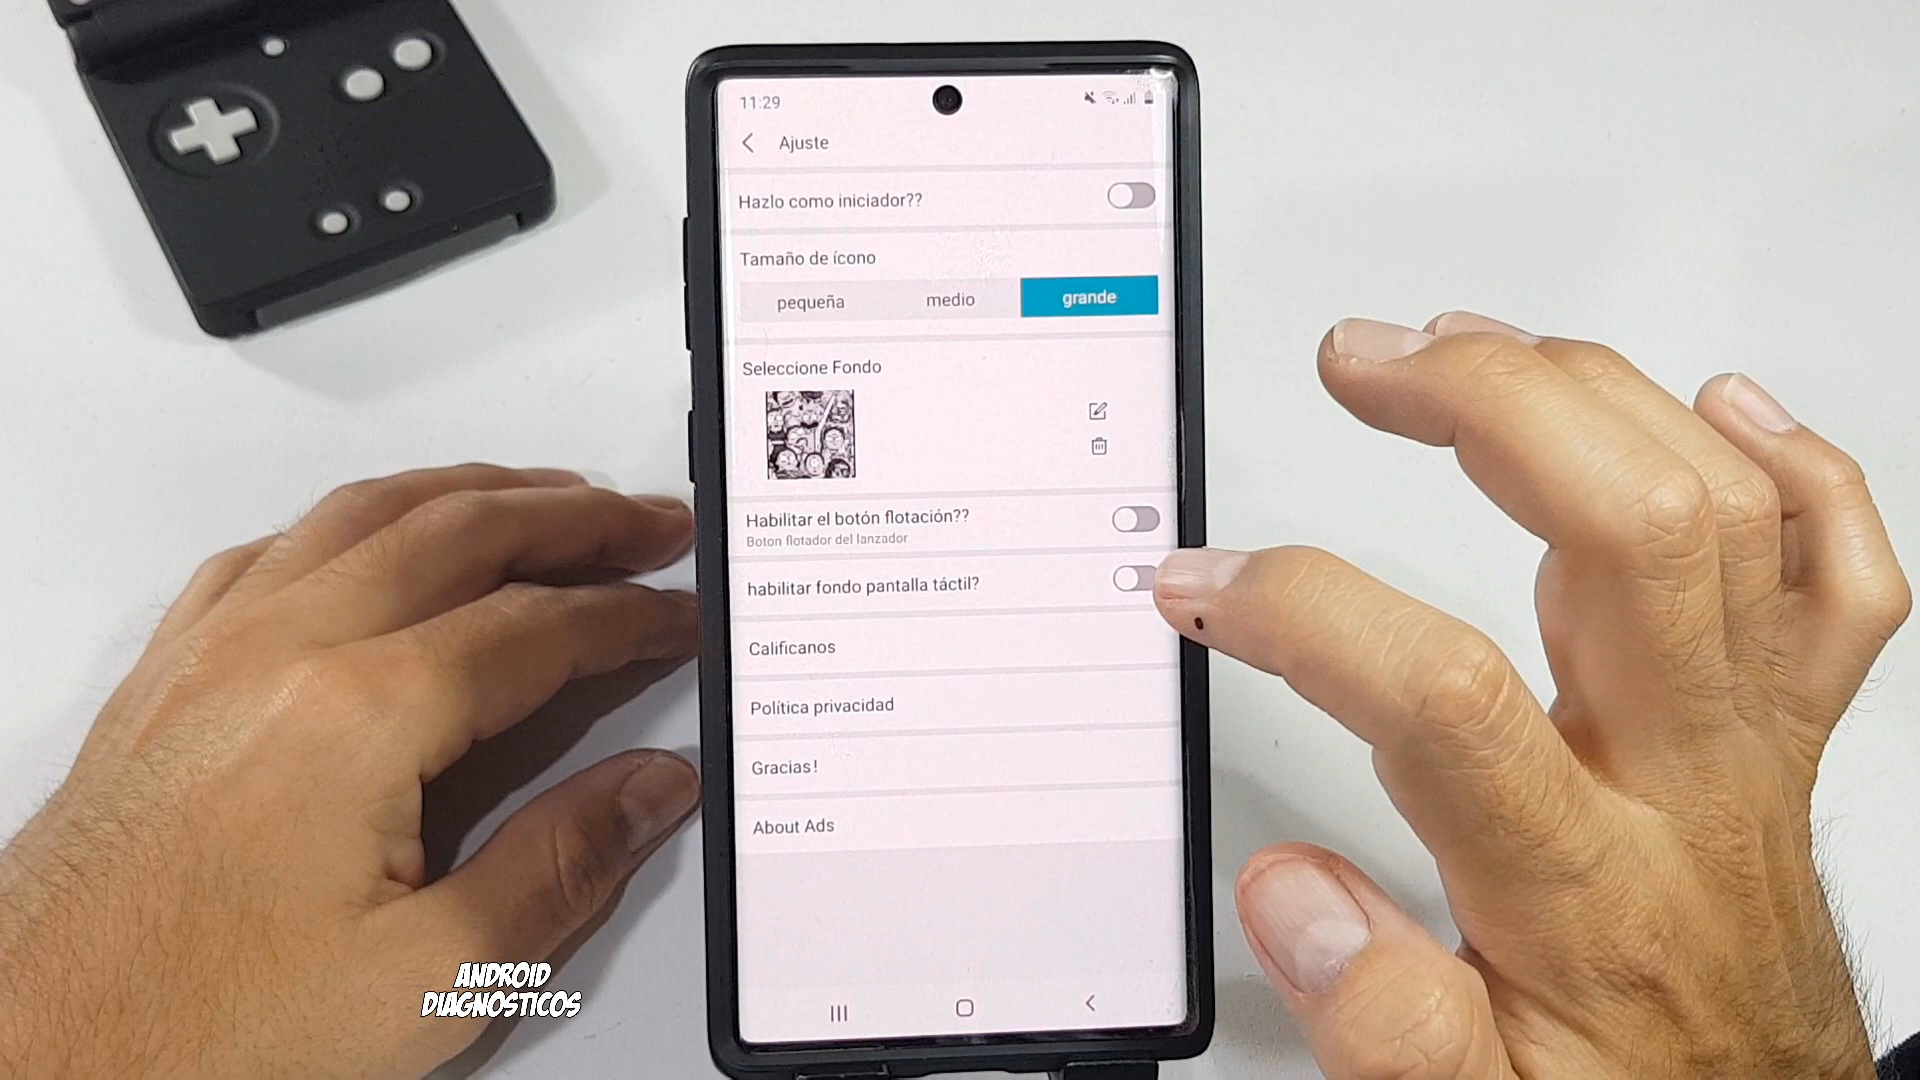 11:29
Ajuste
Hazlo como iniciador??
Tamaño de ícono
pequeña medio grande
Seleccione Fondo
Habilitar el botón flotación??
Boton flotador del lanzador
habilitar fondo pantalla táctil?
Calificanos
Política privacidad
Gracias!
About Ads
ANDROID
DIAGNOSTICOS